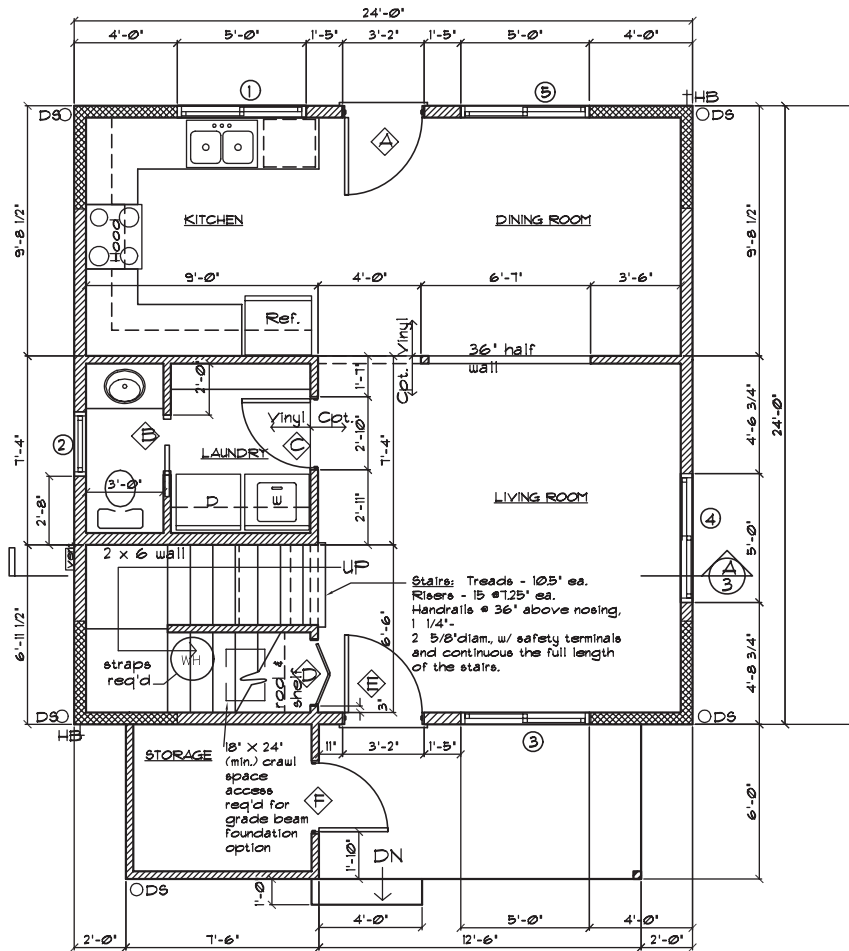 24'-0"
4'-0" 5'-0" 1'-5" 3'-2" 1'-5" 5'-0" 4'-0"
1 5
HB
DS DS
A
KITCHEN DINING ROOM
Hood
9'-8 1/2" 9'-8 1/2"
9'-0" 4'-0" 6'-7" 3'-6"
Ref.
Vinyl
36" half
wall
Cpt.
2'-0" 1'-7"
4'-6 3/4" 24'-0"
Vinyl Cpt.
2 B C
LAUNDRY
7'-4" 2'-10" 7'-4"
3'-0" D E
LIVING ROOM
2'-8" 2'-11"
4
5'-0"
2 x 6 wall
UP
A
3
Stairs: Treads - 10.5" ea.
Risers - 15 @7.25" ea.
Handrails @ 36" above nosing,
1 1/4"-
2 5/8"diam., w/ safety terminals
and continuous the full length
of the stairs.
6'-11 1/2" 6'-6" 4'-8 3/4"
straps
req'd
WH
rod &
shelf
D E
3"
DS DS
HB
STORAGE
18" X 24"
(min.) crawl
space
access
req'd for
grade beam
foundation
option
11" 3'-2" 1'-5"
3
F
6'-0"
1'-10"
DN
DS
1'-0
4'-0" 5'-0" 4'-0"
2'-0" 7'-6" 12'-6" 2'-0"